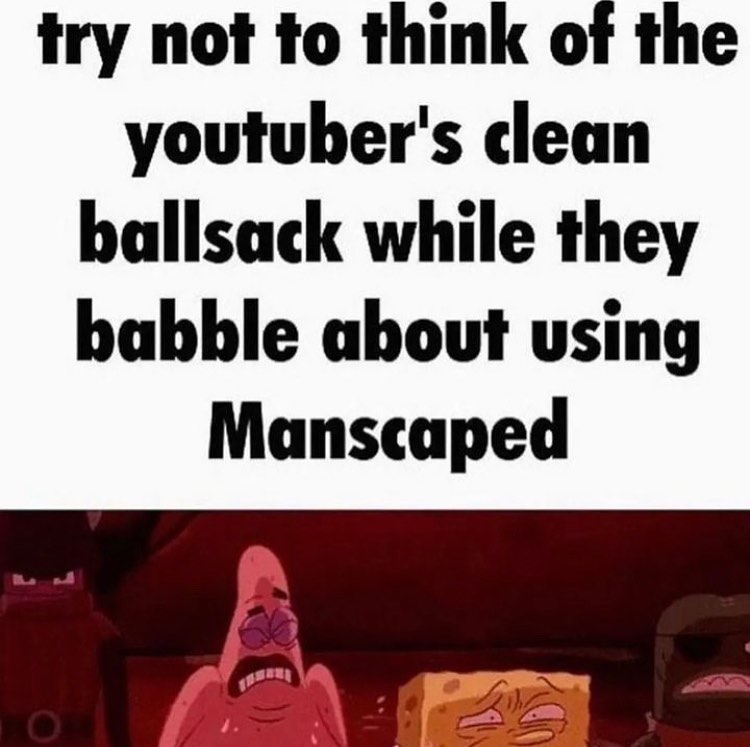 try not to think of the
youtuber's clean
ballsack while they
babble about using
Manscaped